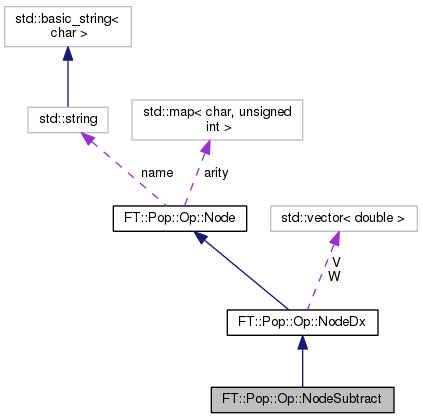 std::basic_string<
char >
std::string
std::map< char, unsigned
int >
name
arity
FT::Pop::Op::Node
std::vector< double >
V
W
FT::Pop::Op::NodeDx
FT::Pop::Op::NodeSubtract